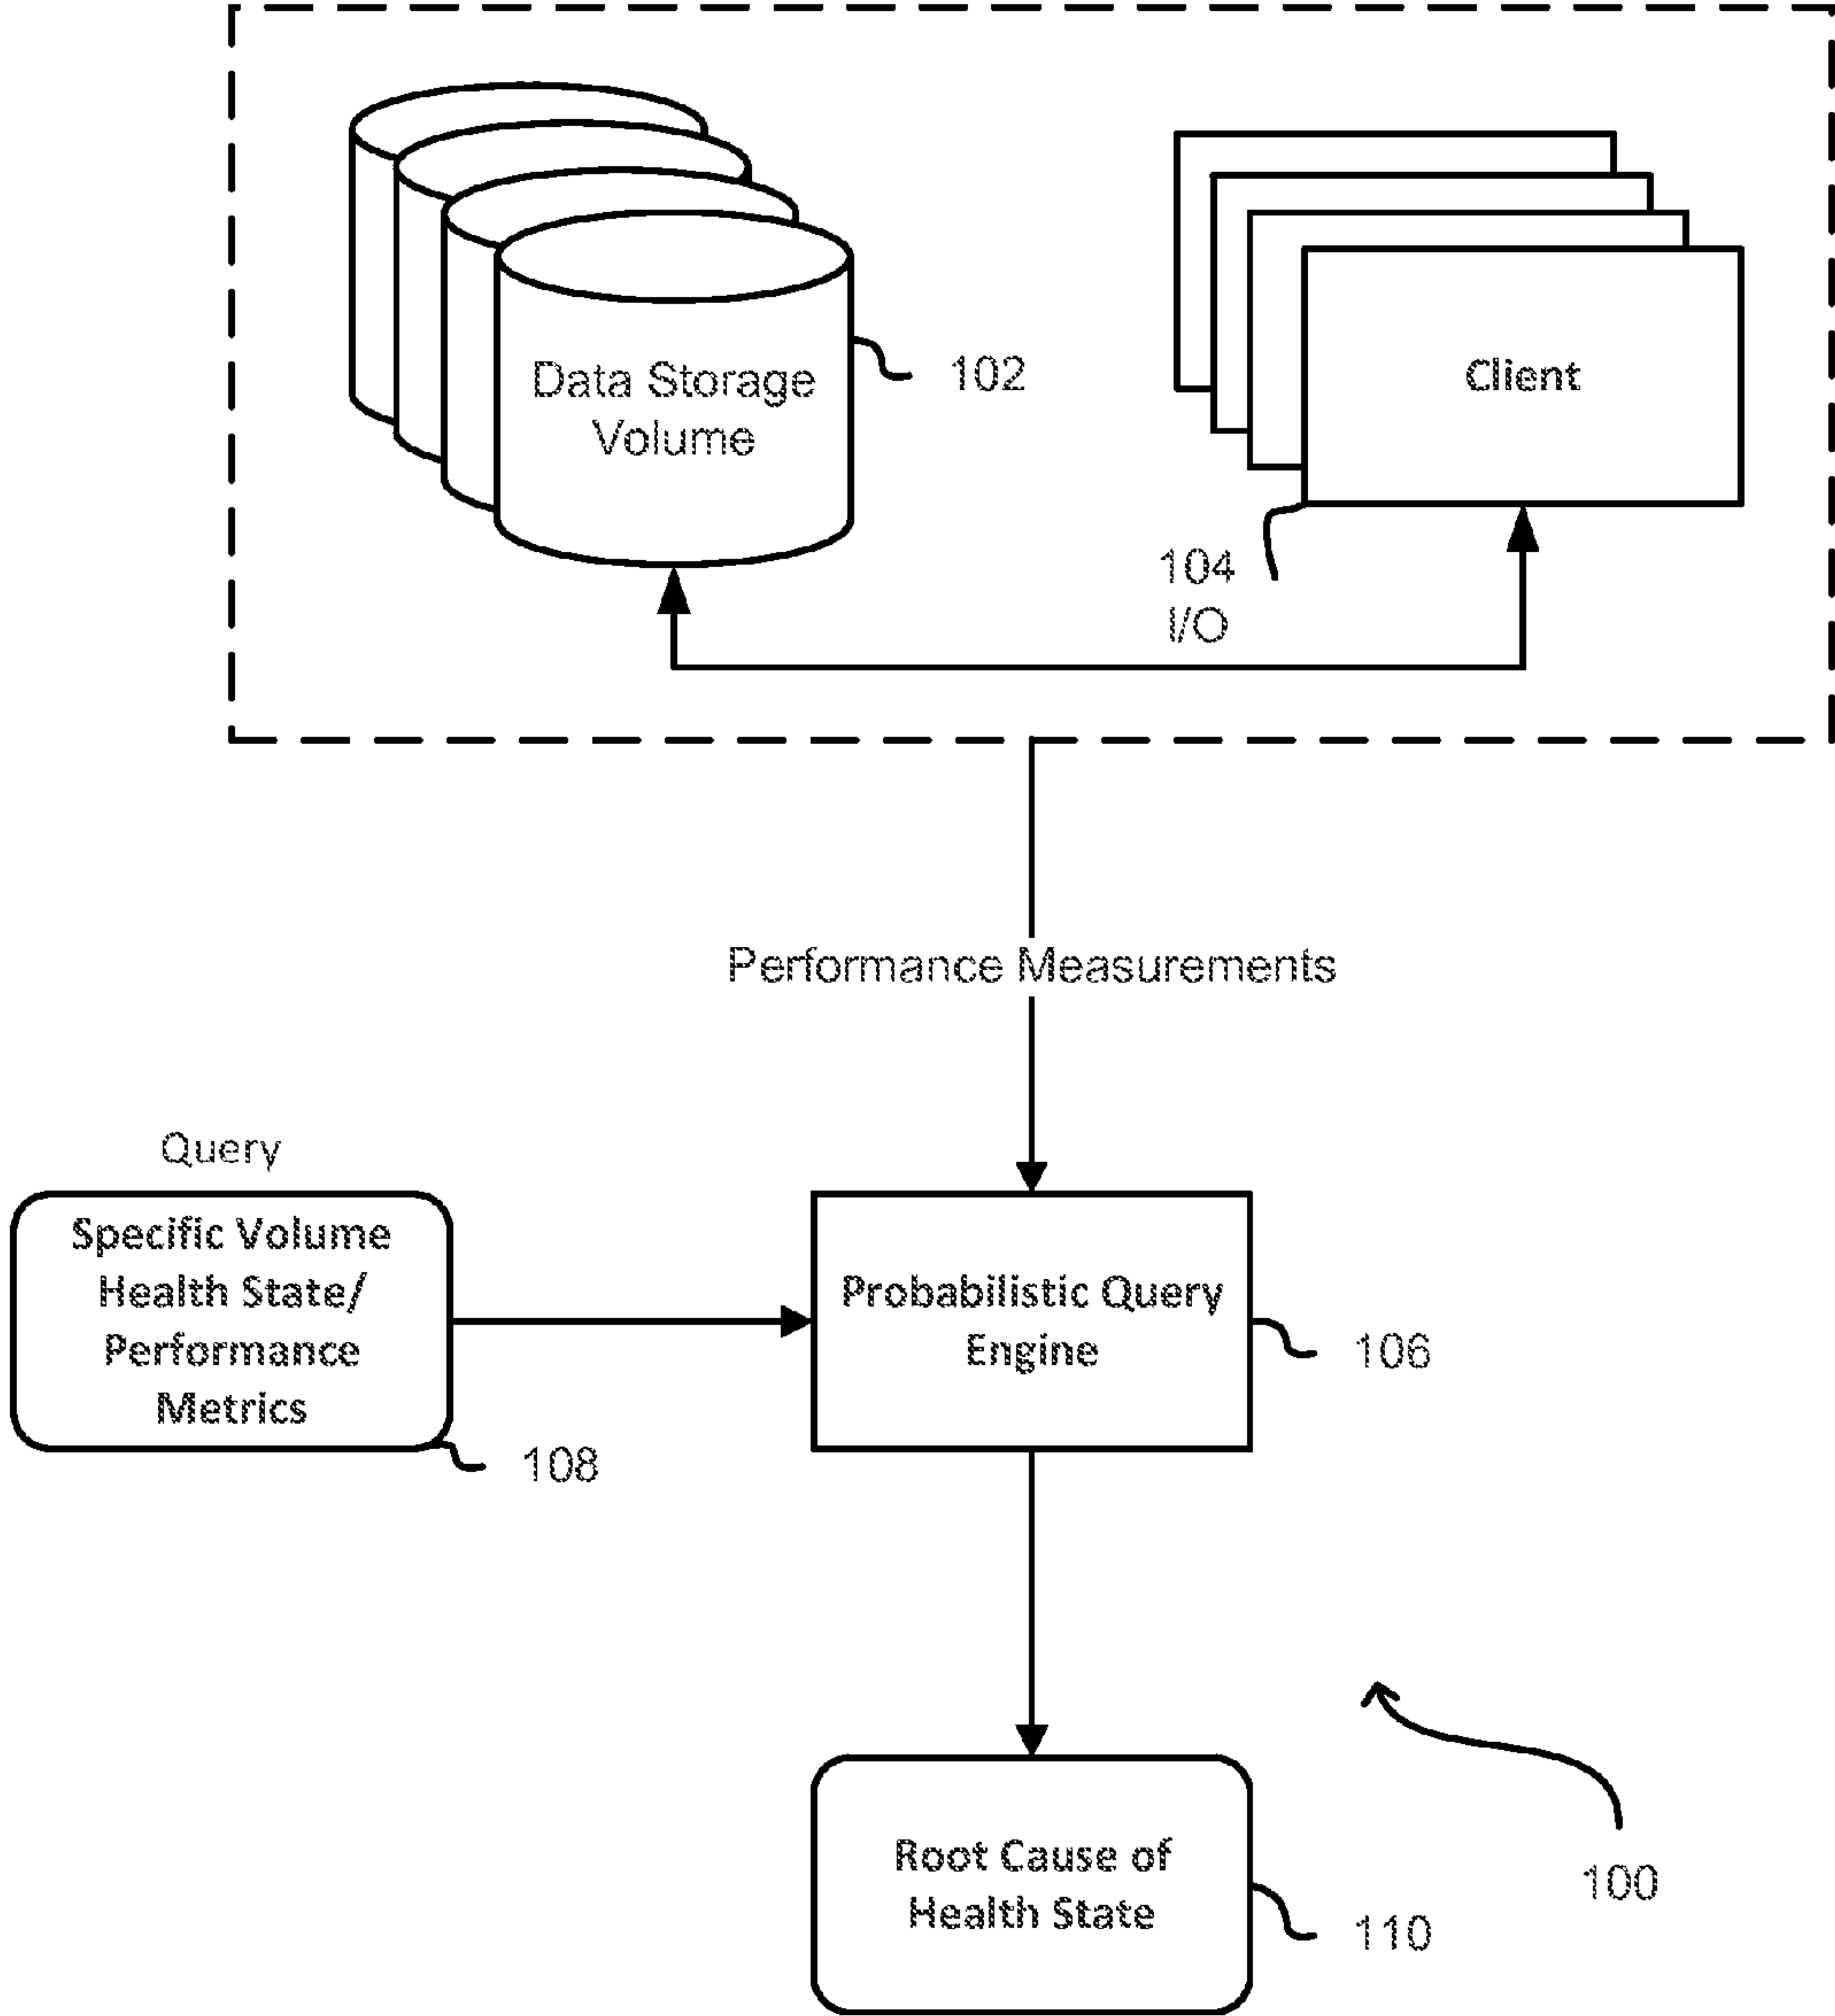 Data Storage
Volume
102
Client
104
I/O
Performance Measurements
Query
Specific Volume
Health State/
Performance
Metrics
108
Probabilistic Query
Engine
106
Root Cause of
Health State
110
100